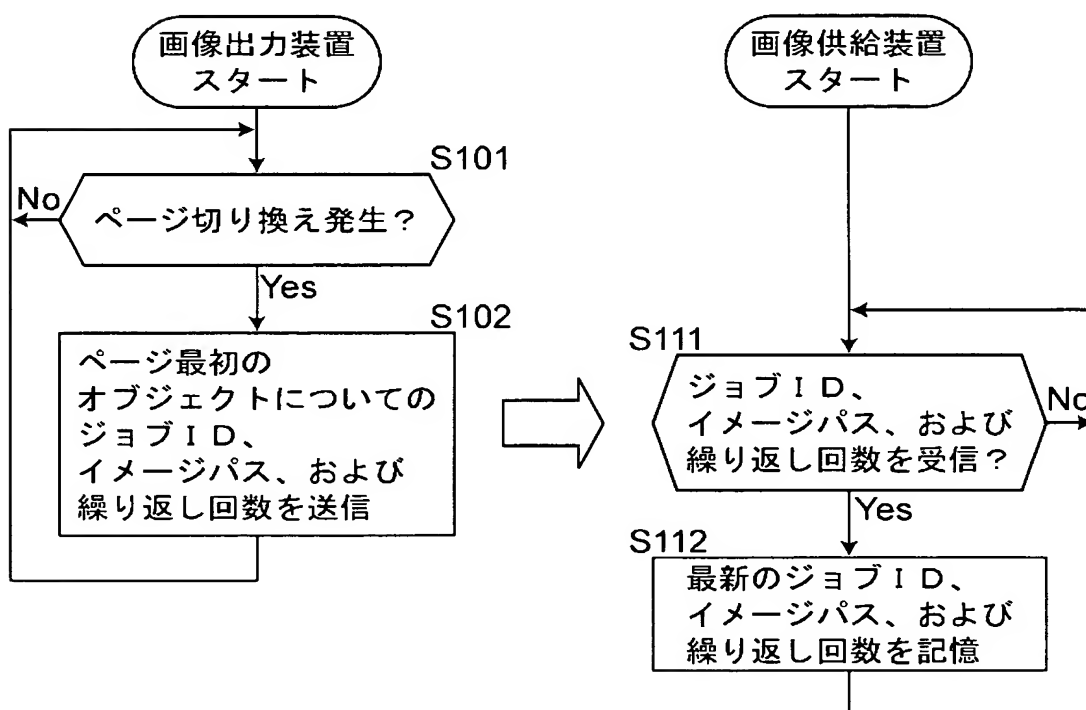 画像出力装置
スタート
S101
No
ページ切り換え発生？
Yes
S102
ページ最初の
オブジェクトについての
ジョブＩＤ、
イメージパス、および
繰り返し回数を送信
画像供給装置
スタート
S111
ジョブＩＤ、
イメージパス、および
繰り返し回数を受信？
No
Yes
S112
最新のジョブＩＤ、
イメージパス、および
繰り返し回数を記憶